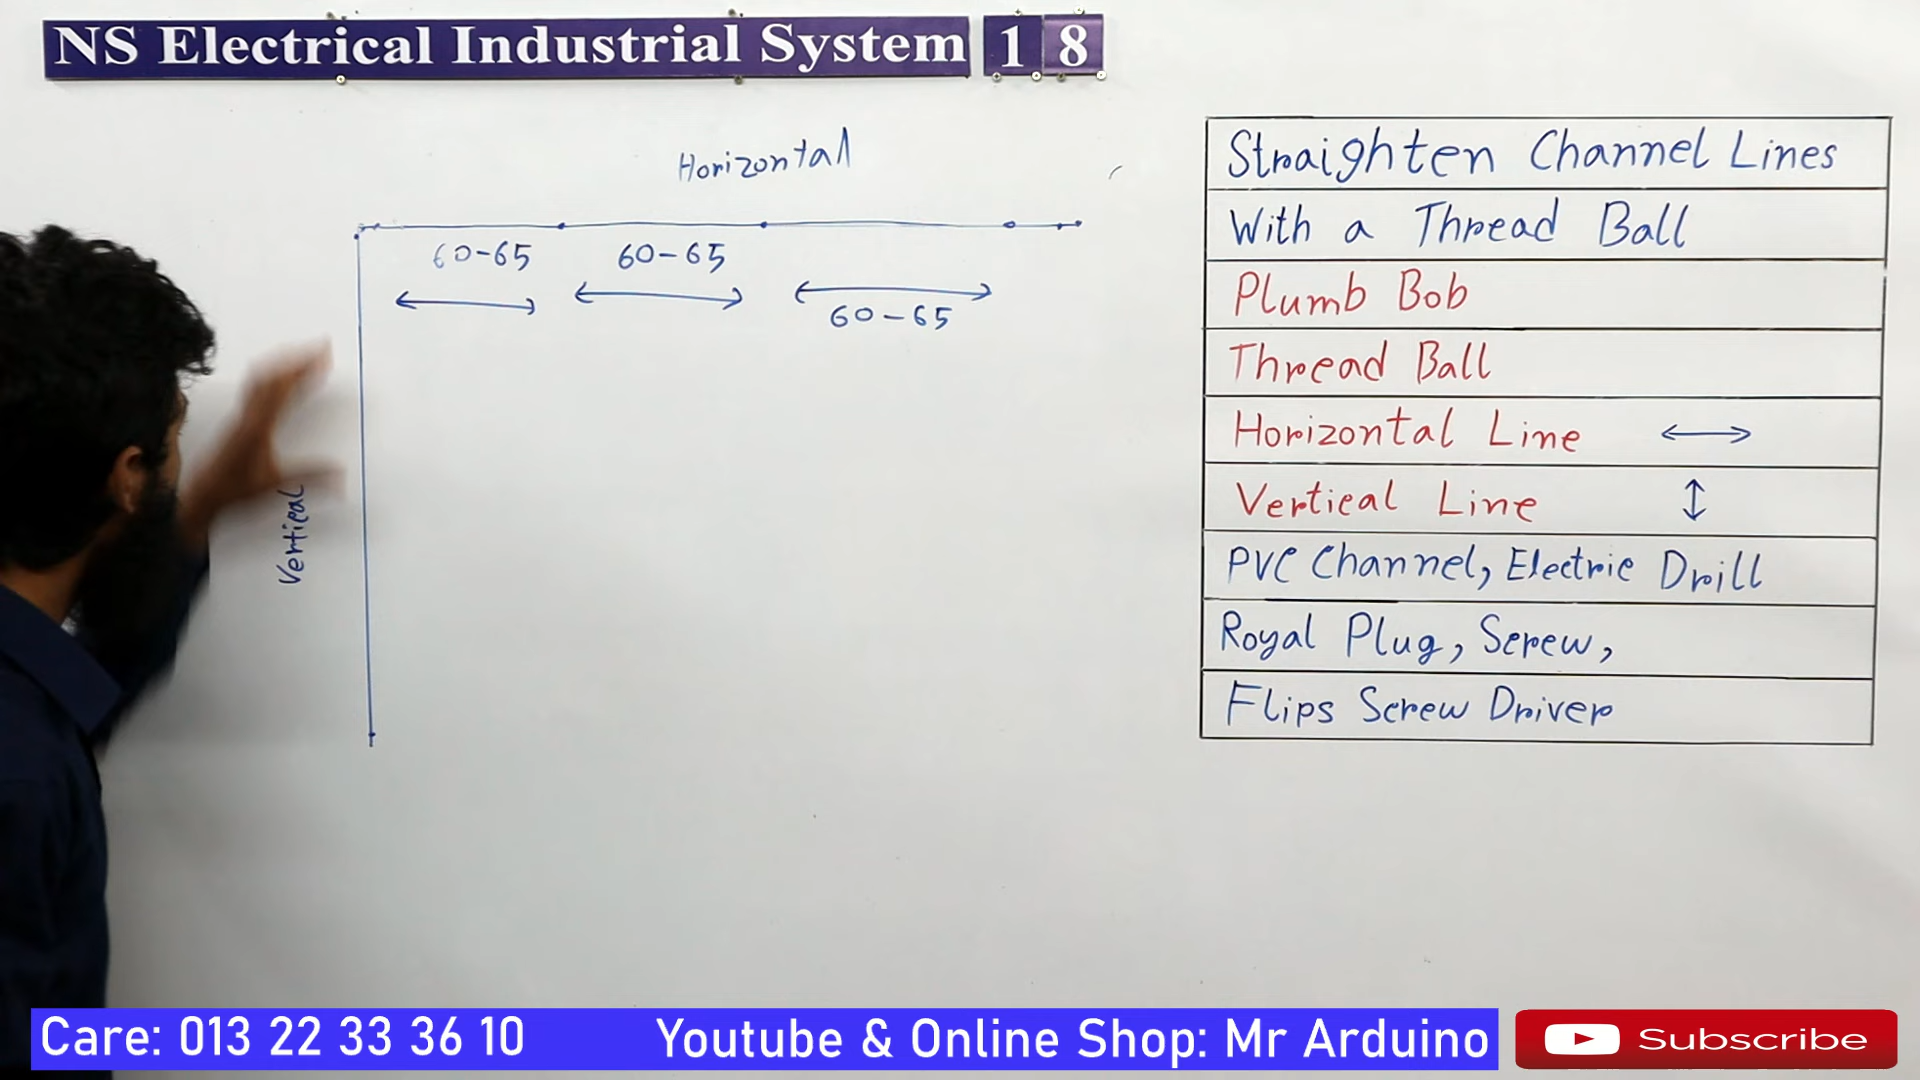 NS Electrical Industrial System 18
Horizontal
60-65 60-65
60-65
Vertical
Straighten Channel Lines
With a Thread Ball
Plumb Bob
Thread Ball
Horizontal Line
Vertical Line
PVC Channel, Electric Drill
Royal Plug, Screw,
Flips Screw Driver
Care: 013 22 33 36 10 Youtube & Online Shop: Mr Arduino
Subscribe